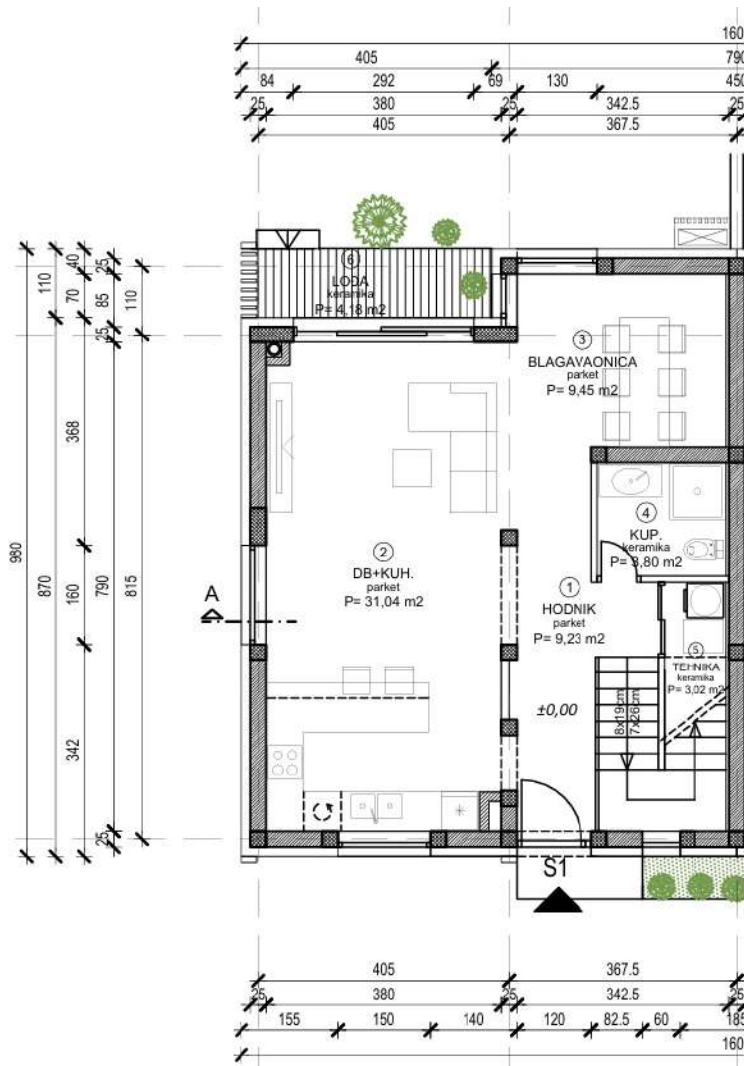 160
405
790
84
292
69
130
450
25
380
25
342.5
25
405
367.5
6
LOĐA
keramika
P= 4,18 m2
3
BLAGAVAONICA
parket
P= 9,45 m2
4
KUP.
keramika
P= 3,80 m2
2
DB+KUH.
parket
P= 31,04 m2
1
HODNIK
parket
P= 9,23 m2
5
TEHNIKA
keramika
P= 3,02 m2
±0,00
8x19cm
7x26cm
A
S1
980
110
870
40
70
368
160
342
25
85
25
790
25
110
815
405
367.5
25
380
25
342.5
25
155
150
140
120
82.5
60
185
160